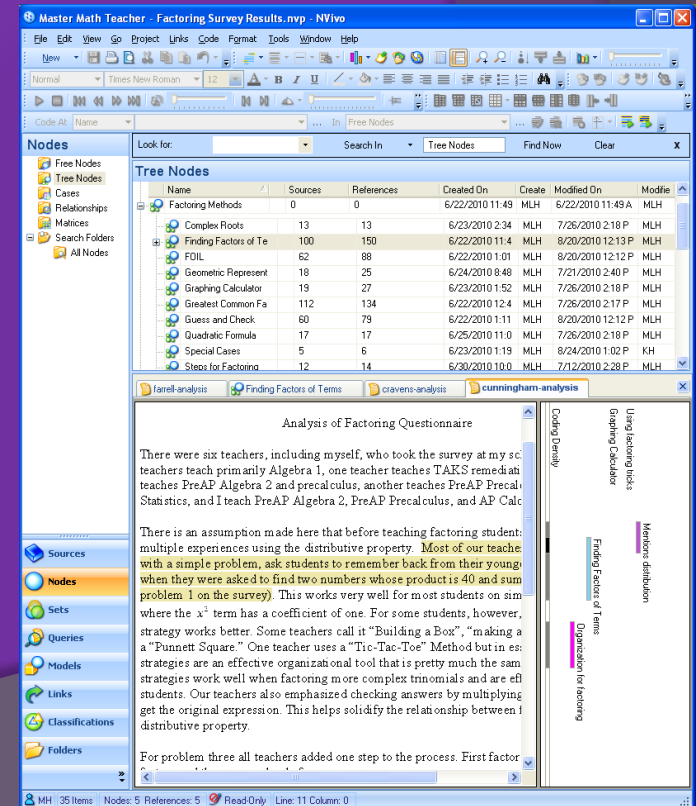 Master Math Teacher - Factoring Survey Results.nvp - NVivo
File Edit View Go Project Links Code Format Tools Window Help
New
Normal Times New Roman 12 A B I U
Code At Name ... In Free Nodes ...
Nodes
Free Nodes
Tree Nodes
Cases
Relationships
Matrices
Search Folders
All Nodes
Look for: Search In Tree Nodes Find Now Clear x
Tree Nodes
Name Sources References Created On Create Modified On Modifie
Factoring Methods 0 0 6/22/2010 11:49 MLH 6/22/2010 11:49 A MLH
Complex Roots 13 13 6/23/2010 2:34 MLH 7/26/2010 2:18 P MLH
Finding Factors of Te 100 150 6/22/2010 11:4 MLH 8/20/2010 12:13 P MLH
FOIL 62 88 6/22/2010 1:01 MLH 8/20/2010 12:12 P MLH
Geometric Represent 18 25 6/24/2010 8:48 MLH 7/21/2010 2:40 P MLH
Graphing Calculator 19 27 6/23/2010 1:52 MLH 7/26/2010 2:18 P MLH
Greatest Common Fa 112 134 6/22/2010 12:4 MLH 7/26/2010 2:17 P MLH
Guess and Check 60 79 6/22/2010 1:11 MLH 8/20/2010 12:12 P MLH
Quadratic Formula 17 17 6/25/2010 11:0 MLH 7/26/2010 2:18 P MLH
Special Cases 5 6 6/23/2010 1:19 MLH 8/24/2010 1:02 P KH
Steps for Factoring 12 14 6/30/2010 10:0 MLH 7/12/2010 2:28 P MLH
farrell-analysis Finding Factors of Terms cravens-analysis cunningham-analysis
Analysis of Factoring Questionnaire
There were six teachers, including myself, who took the survey at my sc
teachers teach primarily Algebra 1, one teacher teaches TAKS remediati
teaches PreAP Algebra 2 and precalculus, another teaches PreAP Precal
Statistics, and I teach PreAP Algebra 2, PreAP Precalculus, and AP Calc
There is an assumption made here that before teaching factoring student
multiple experiences using the distributive property. Most of our teache
with a simple problem, ask students to remember back from their young
when they were asked to find two numbers whose product is 40 and sum
problem 1 on the survey). This works very well for most students on sim
where the x² term has a coefficient of one. For some students, however,
strategy works better. Some teachers call it “Building a Box”, “making a
a “Punnett Square.” One teacher uses a “Tic-Tac-Toe” Method but in es
strategies are an effective organizational tool that is pretty much the sam
strategies work well when factoring more complex trinomials and are eff
students. Our teachers also emphasized checking answers by multiplying
get the original expression. This helps solidify the relationship between
distributive property.
For problem three all teachers added one step to the process. First factor
Coding Density
Graphing Calculator
Using factoring tricks
Mentions distribution
Finding Factors of Terms
Organization for factoring
Sources
Nodes
Sets
Queries
Models
Links
Classifications
Folders
MH 35 Items Nodes: 5 References: 5 Read-Only Line: 11 Column: 0